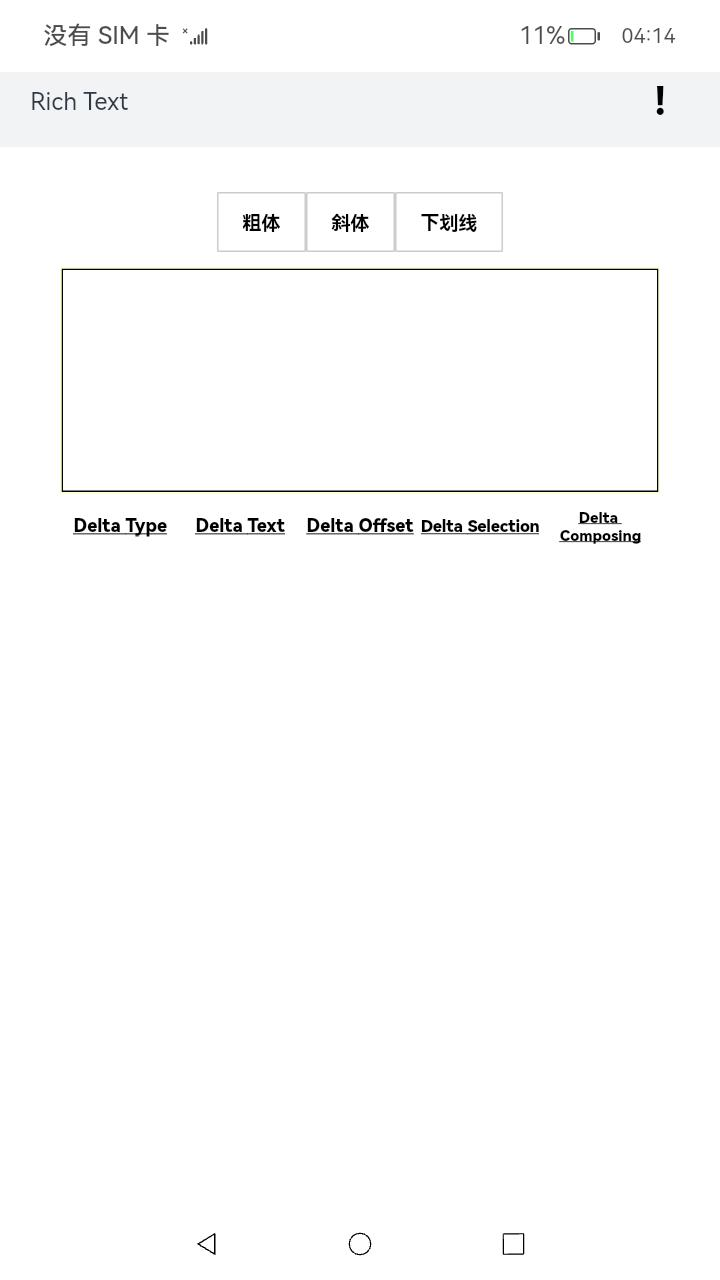 没有 SIM 卡 11% 04:14
Rich Text !
粗体 斜体 下划线
Delta Type Delta Text Delta Offset Delta Selection Delta
Composing